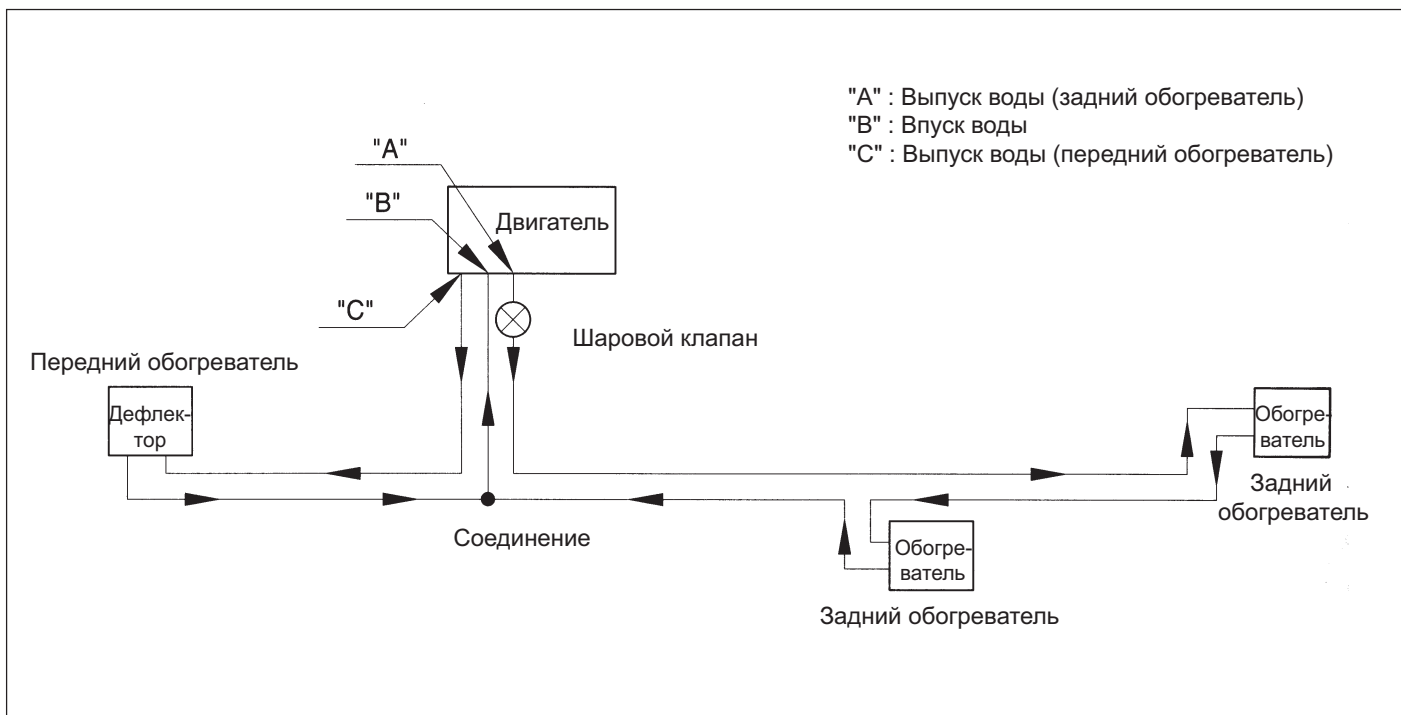 "A" : Выпуск воды (задний обогреватель)
"B" : Впуск воды
"C" : Выпуск воды (передний обогреватель)
"A"
"B"
Двигатель
"C"
Шаровой клапан
Передний обогреватель
Дефлек-
тор
Обогре-
ватель
Задний
обогреватель
Соединение
Обогре-
ватель
Задний обогреватель